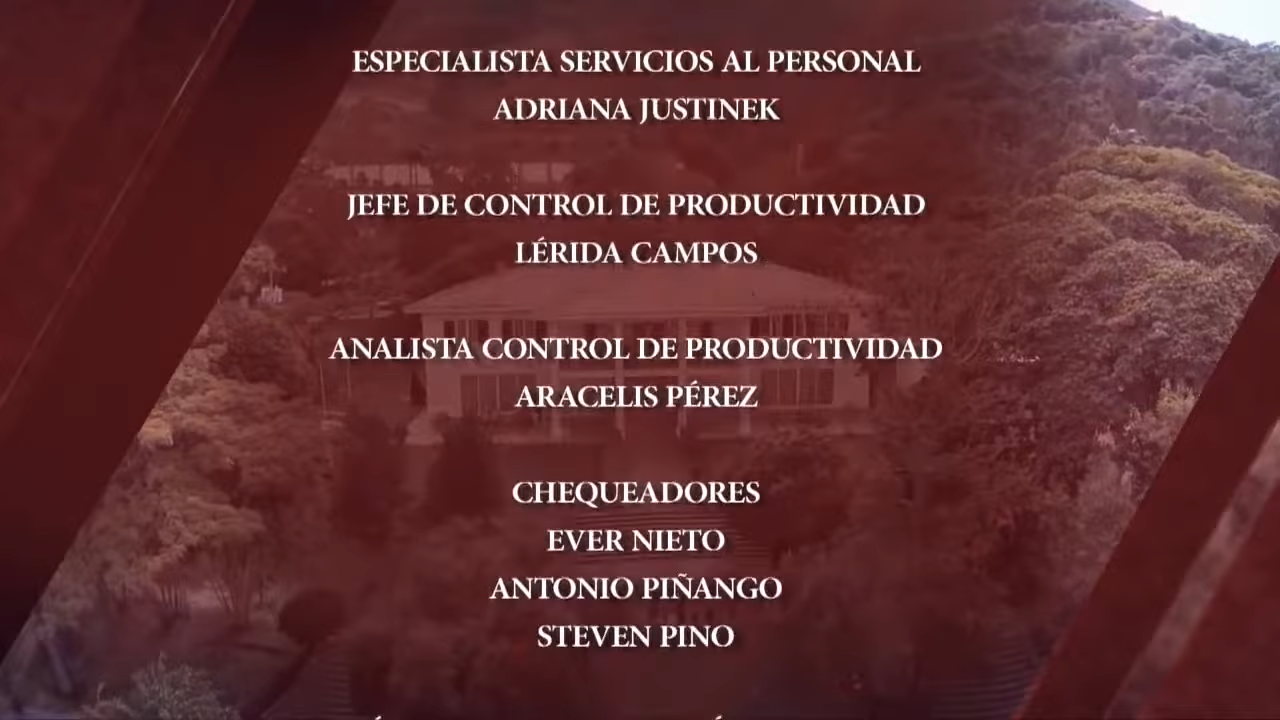 ESPECIALISTA SERVICIOS AL PERSONAL
ADRIANA JUSTINEK
JEFE DE CONTROL DE PRODUCTIVIDAD
LÉRIDA CAMPOS
ANALISTA CONTROL DE PRODUCTIVIDAD
ARACELIS PÉREZ
CHEQUEADORES
EVER NIETO
ANTONIO PIÑANGO
STEVEN PINO